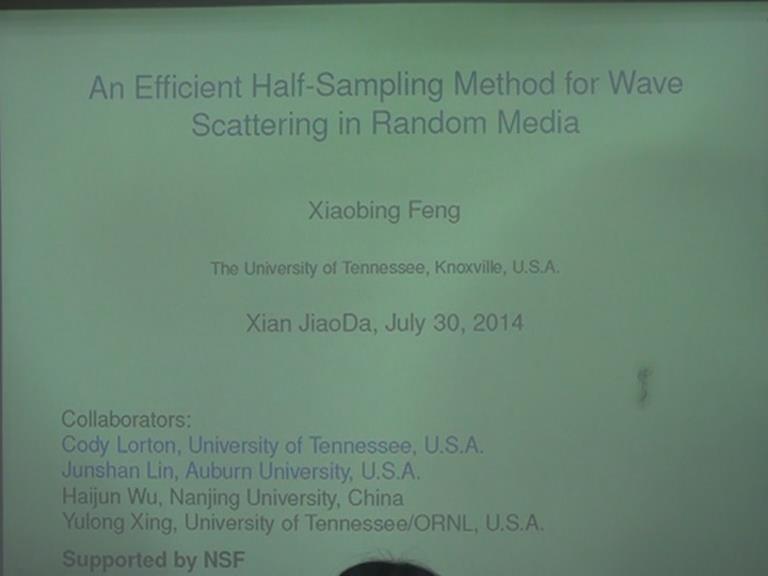 An Efficient Half-Sampling Method for Wave
Scattering in Random Media
Xiaobing Feng
The University of Tennessee, Knoxville, U.S.A.
Xian JiaoDa, July 30, 2014
Collaborators:
Cody Lorton, University of Tennessee, U.S.A.
Junshan Lin, Auburn University, U.S.A.
Haijun Wu, Nanjing University, China
Yulong Xing, University of Tennessee/ORNL, U.S.A.
Supported by NSF